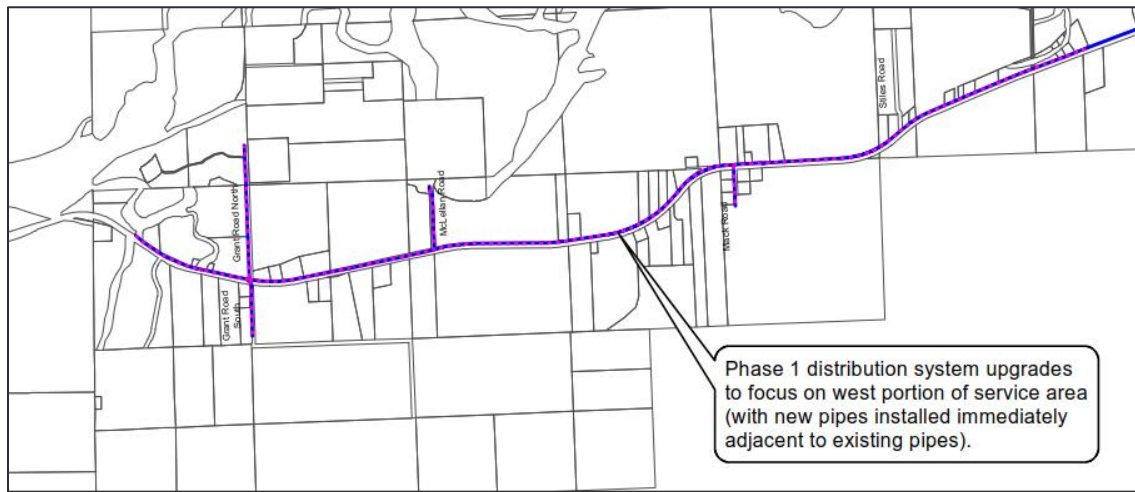 Stiles Road
Grant Road North
McLellan Road
Mack Road
Grant Road
South
Phase 1 distribution system upgrades
to focus on west portion of service area
(with new pipes installed immediately
adjacent to existing pipes).